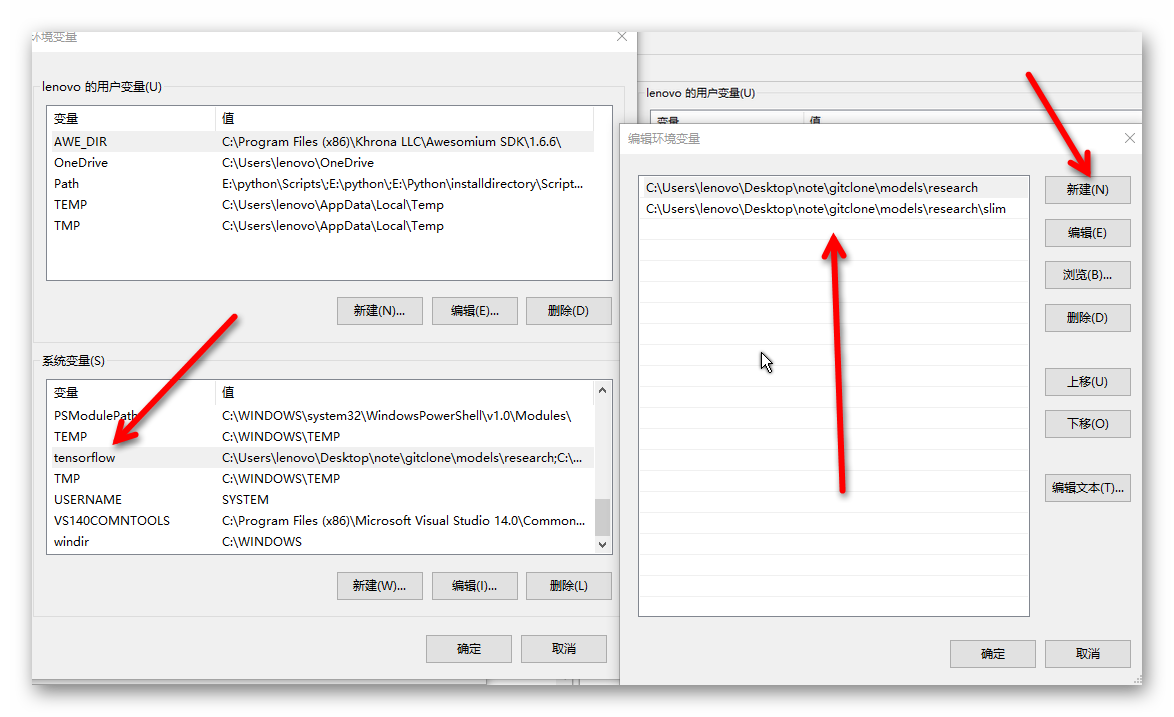 环境变量
lenovo 的用户变量(U)
变量 值
AWE_DIR C:\Program Files (x86)\Khrona LLC\Awesomium SDK\1.6.6\
OneDrive C:\Users\lenovo\OneDrive
Path E:\python\Scripts\;E:\python\;E:\Python\installdirectory\Script...
TEMP C:\Users\lenovo\AppData\Local\Temp
TMP C:\Users\lenovo\AppData\Local\Temp
新建(N)... 编辑(E)... 删除(D)
系统变量(S)
变量 值
PSModulePath C:\WINDOWS\system32\WindowsPowerShell\v1.0\Modules\
TEMP C:\WINDOWS\TEMP
tensorflow C:\Users\lenovo\Desktop\note\gitclone\models\research;C:\...
TMP C:\WINDOWS\TEMP
USERNAME SYSTEM
VS140COMNTOOLS C:\Program Files (x86)\Microsoft Visual Studio 14.0\Common...
windir C:\WINDOWS
新建(W)... 编辑(I)... 删除(L)
确定 取消
lenovo 的用户变量(U)
变量 值
编辑环境变量
C:\Users\lenovo\Desktop\note\gitclone\models\research
C:\Users\lenovo\Desktop\note\gitclone\models\research\slim
新建(N)
编辑(E)
浏览(B)...
删除(D)
上移(U)
下移(O)
编辑文本(T)...
确定 取消